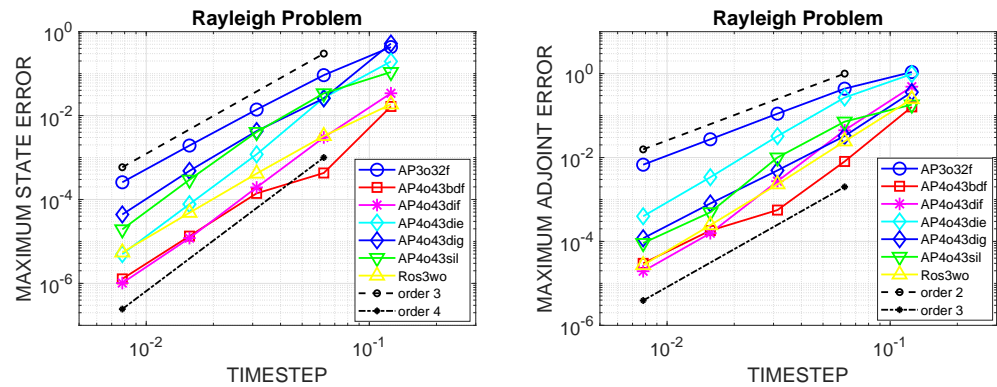 Rayleigh Problem
10^0
10^-2
10^-4
10^-6
MAXIMUM STATE ERROR
AP3o32f
AP4o43bdf
AP4o43dif
AP4o43die
AP4o43dig
AP4o43sil
Ros3wo
order 3
order 4
10^-2
10^-1
TIMESTEP
Rayleigh Problem
10^0
10^-2
10^-4
10^-6
MAXIMUM ADJOINT ERROR
AP3o32f
AP4o43bdf
AP4o43dif
AP4o43die
AP4o43dig
AP4o43sil
Ros3wo
order 2
order 3
10^-2
10^-1
TIMESTEP